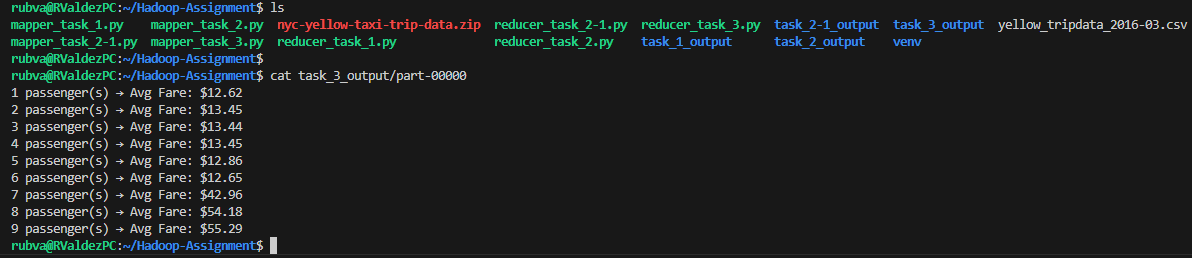 rubva@RValdezPC:~/Hadoop-Assignment$ ls
mapper_task_1.py mapper_task_2.py nyc-yellow-taxi-trip-data.zip reducer_task_2-1.py reducer_task_3.py task_2-1_output task_3_output yellow_tripdata_2016-03.csv
mapper_task_2-1.py mapper_task_3.py reducer_task_1.py reducer_task_2.py task_1_output task_2_output venv
rubva@RValdezPC:~/Hadoop-Assignment$
rubva@RValdezPC:~/Hadoop-Assignment$ cat task_3_output/part-00000
1 passenger(s) → Avg Fare: $12.62
2 passenger(s) → Avg Fare: $13.45
3 passenger(s) → Avg Fare: $13.44
4 passenger(s) → Avg Fare: $13.45
5 passenger(s) → Avg Fare: $12.86
6 passenger(s) → Avg Fare: $12.65
7 passenger(s) → Avg Fare: $42.96
8 passenger(s) → Avg Fare: $54.18
9 passenger(s) → Avg Fare: $55.29
rubva@RValdezPC:~/Hadoop-Assignment$